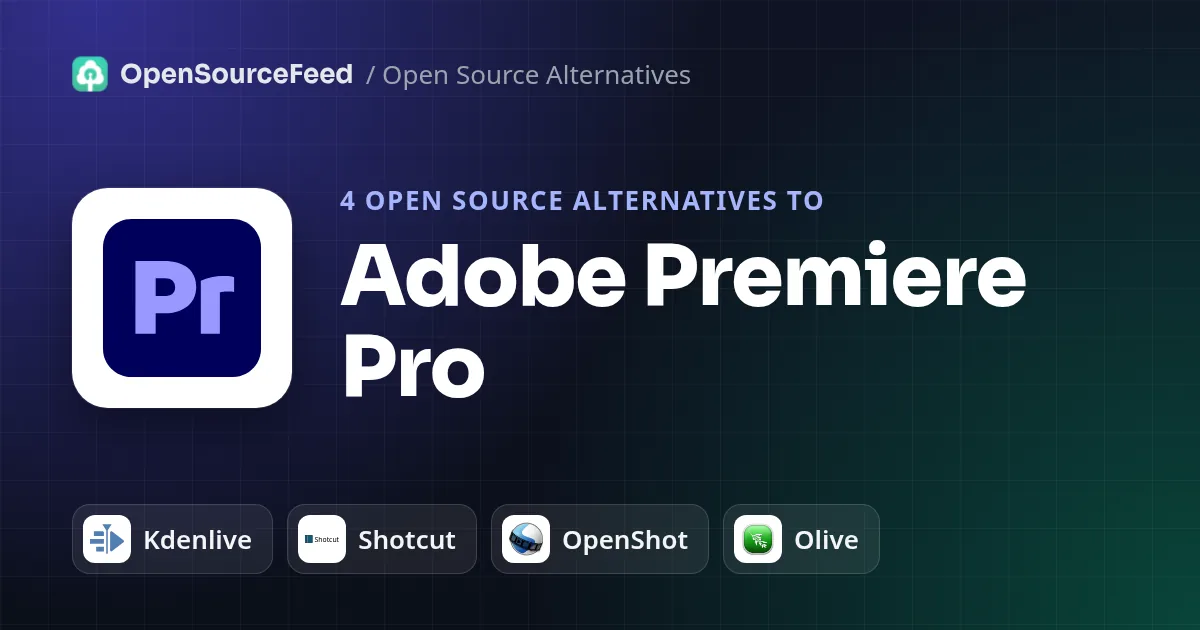 OpenSourceFeed / Open Source Alternatives
4 OPEN SOURCE ALTERNATIVES TO
Pr
Adobe Premiere
Pro
Kdenlive
Shotcut Shotcut
OpenShot
Olive